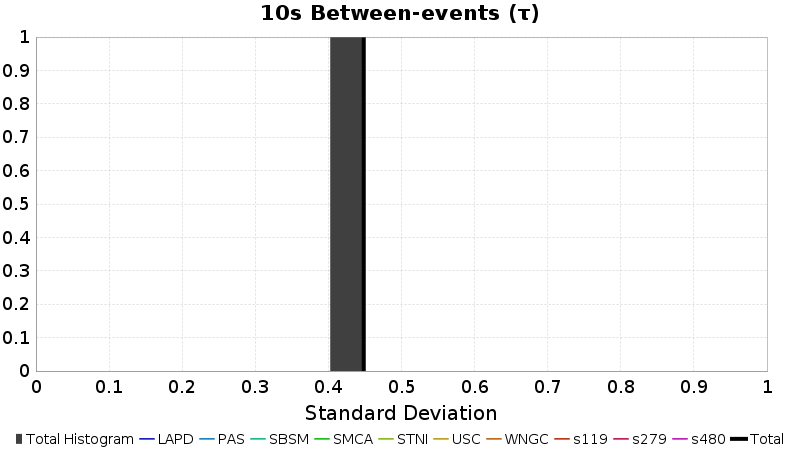 10s Between-events (τ)
1
0.9
0.8
0.7
0.6
0.5
0.4
0.3
0.2
0.1
0
0 0.1 0.2 0.3 0.4 0.5 0.6 0.7 0.8 0.9 1
Standard Deviation
Total Histogram LAPD PAS SBSM SMCA STNI USC WNGC s119 s279 s480 Total